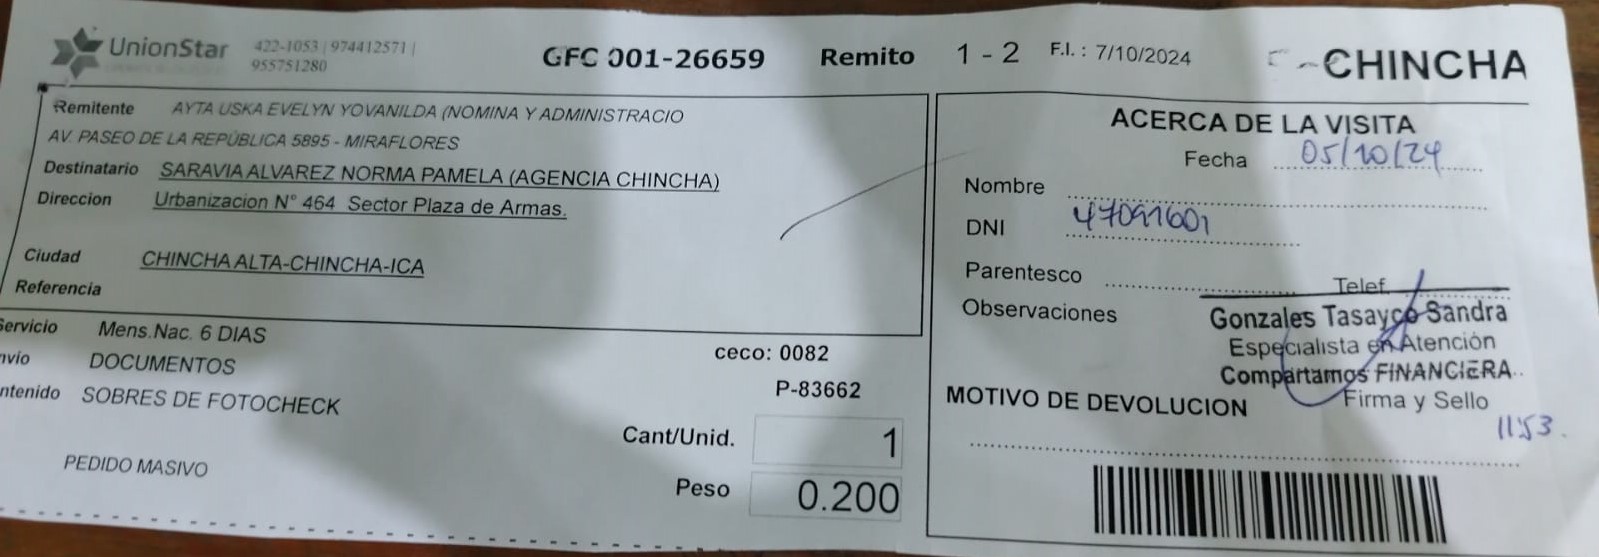 UnionStar 422-1053 | 974412571 |
955751280
GFC 001-26659 Remito 1 - 2 F.I. : 7/10/2024
CHINCHA
Remitente AYTA USKA EVELYN YOVANILDA (NOMINA Y ADMINISTRACIO
AV. PASEO DE LA REPÚBLICA 5895 - MIRAFLORES
Destinatario SARAVIA ALVAREZ NORMA PAMELA (AGENCIA CHINCHA)
Direccion Urbanizacion N° 464 Sector Plaza de Armas.
Ciudad CHINCHA ALTA-CHINCHA-ICA
Referencia
Servicio Mens.Nac. 6 DIAS
nvío DOCUMENTOS
ntenido SOBRES DE FOTOCHECK
PEDIDO MASIVO
ceco: 0082
P-83662
Cant/Unid. 1
Peso 0.200
ACERCA DE LA VISITA
Fecha 05/10/24
Nombre
DNI 47091601
Parentesco Telef.
Observaciones
Gonzales Tasayco Sandra
Especialista en Atención
Compartamos FINANCIERA
Firma y Sello
MOTIVO DE DEVOLUCION
11:53.